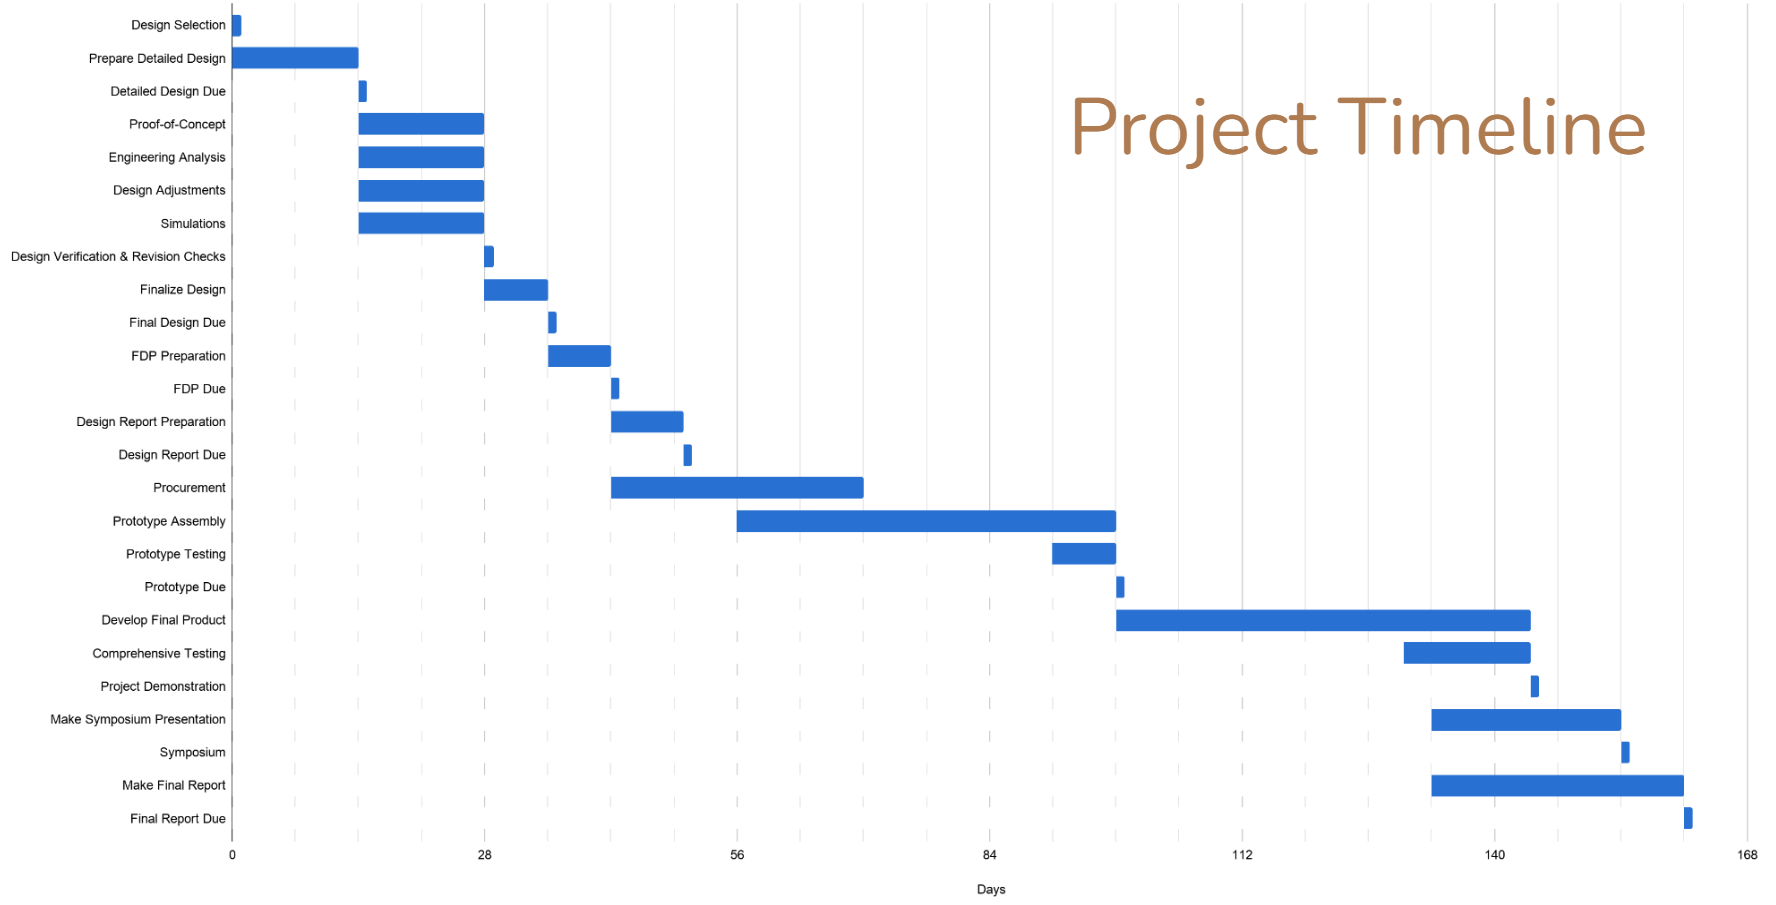 Project Timeline
Design Selection
Prepare Detailed Design
Detailed Design Due
Proof-of-Concept
Engineering Analysis
Design Adjustments
Simulations
Design Verification & Revision Checks
Finalize Design
Final Design Due
FDP Preparation
FDP Due
Design Report Preparation
Design Report Due
Procurement
Prototype Assembly
Prototype Testing
Prototype Due
Develop Final Product
Comprehensive Testing
Project Demonstration
Make Symposium Presentation
Symposium
Make Final Report
Final Report Due
0 28 56 84 112 140 168
Days